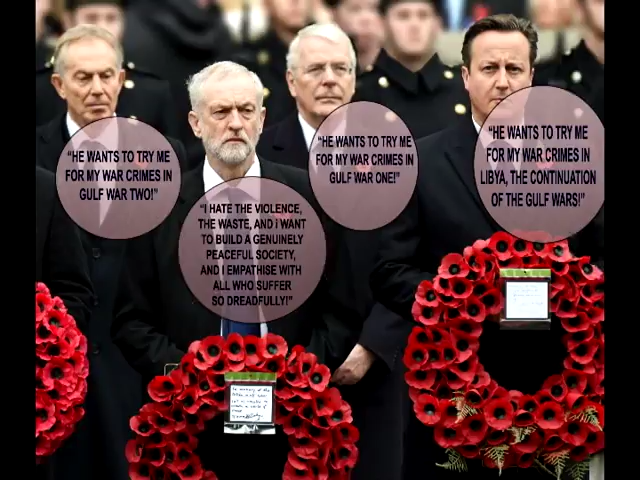 “HE WANTS TO TRY ME
FOR MY WAR CRIMES IN
GULF WAR TWO!”
“I HATE THE VIOLENCE,
THE WASTE, AND I WANT
TO BUILD A GENUINELY
PEACEFUL SOCIETY,
AND I EMPATHISE WITH
ALL WHO SUFFER
SO DREADFULLY!”
“HE WANTS TO TRY ME
FOR MY WAR CRIMES IN
GULF WAR ONE!”
“HE WANTS TO TRY ME
FOR MY WAR CRIMES IN
LIBYA, THE CONTINUATION
OF THE GULF WARS!”